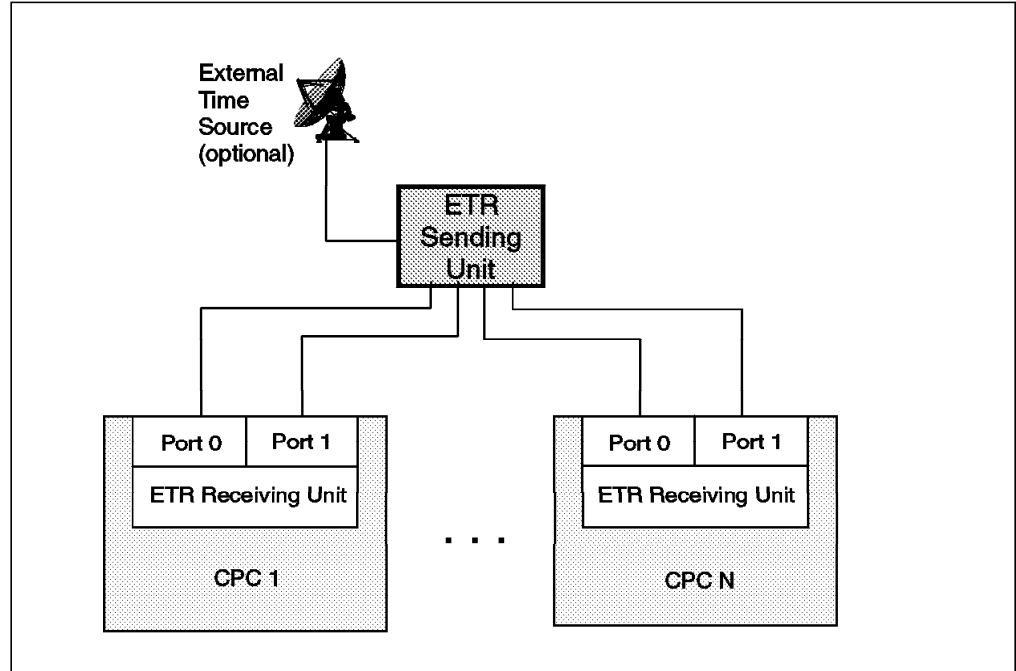 External
Time
Source
(optional)
ETR
Sending
Unit
Port 0
Port 1
ETR Receiving Unit
CPC 1
. . .
Port 0
Port 1
ETR Receiving Unit
CPC N